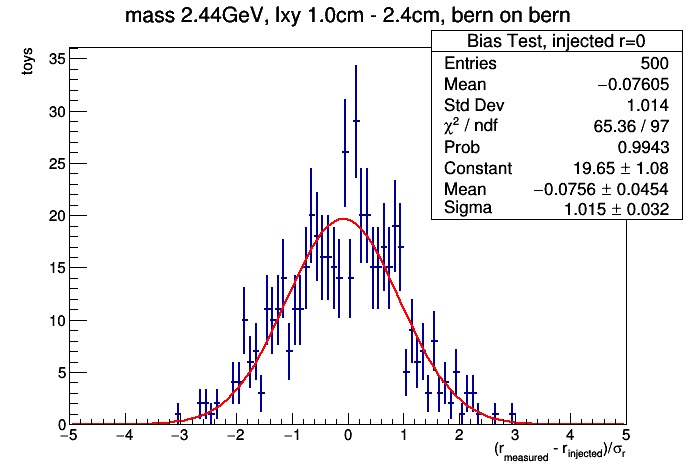 mass 2.44GeV, lxy 1.0cm - 2.4cm, bern on bern
Bias Test, injected r=0
Entries 500
Mean −0.07605
Std Dev 1.014
χ² / ndf 65.36 / 97
Prob 0.9943
Constant 19.65 ± 1.08
Mean −0.0756 ± 0.0454
Sigma 1.015 ± 0.032
toys
35
30
25
20
15
10
5
0
−5 −4 −3 −2 −1 0 1 2 3 4 5
(r_measured - r_injected)/σ_r